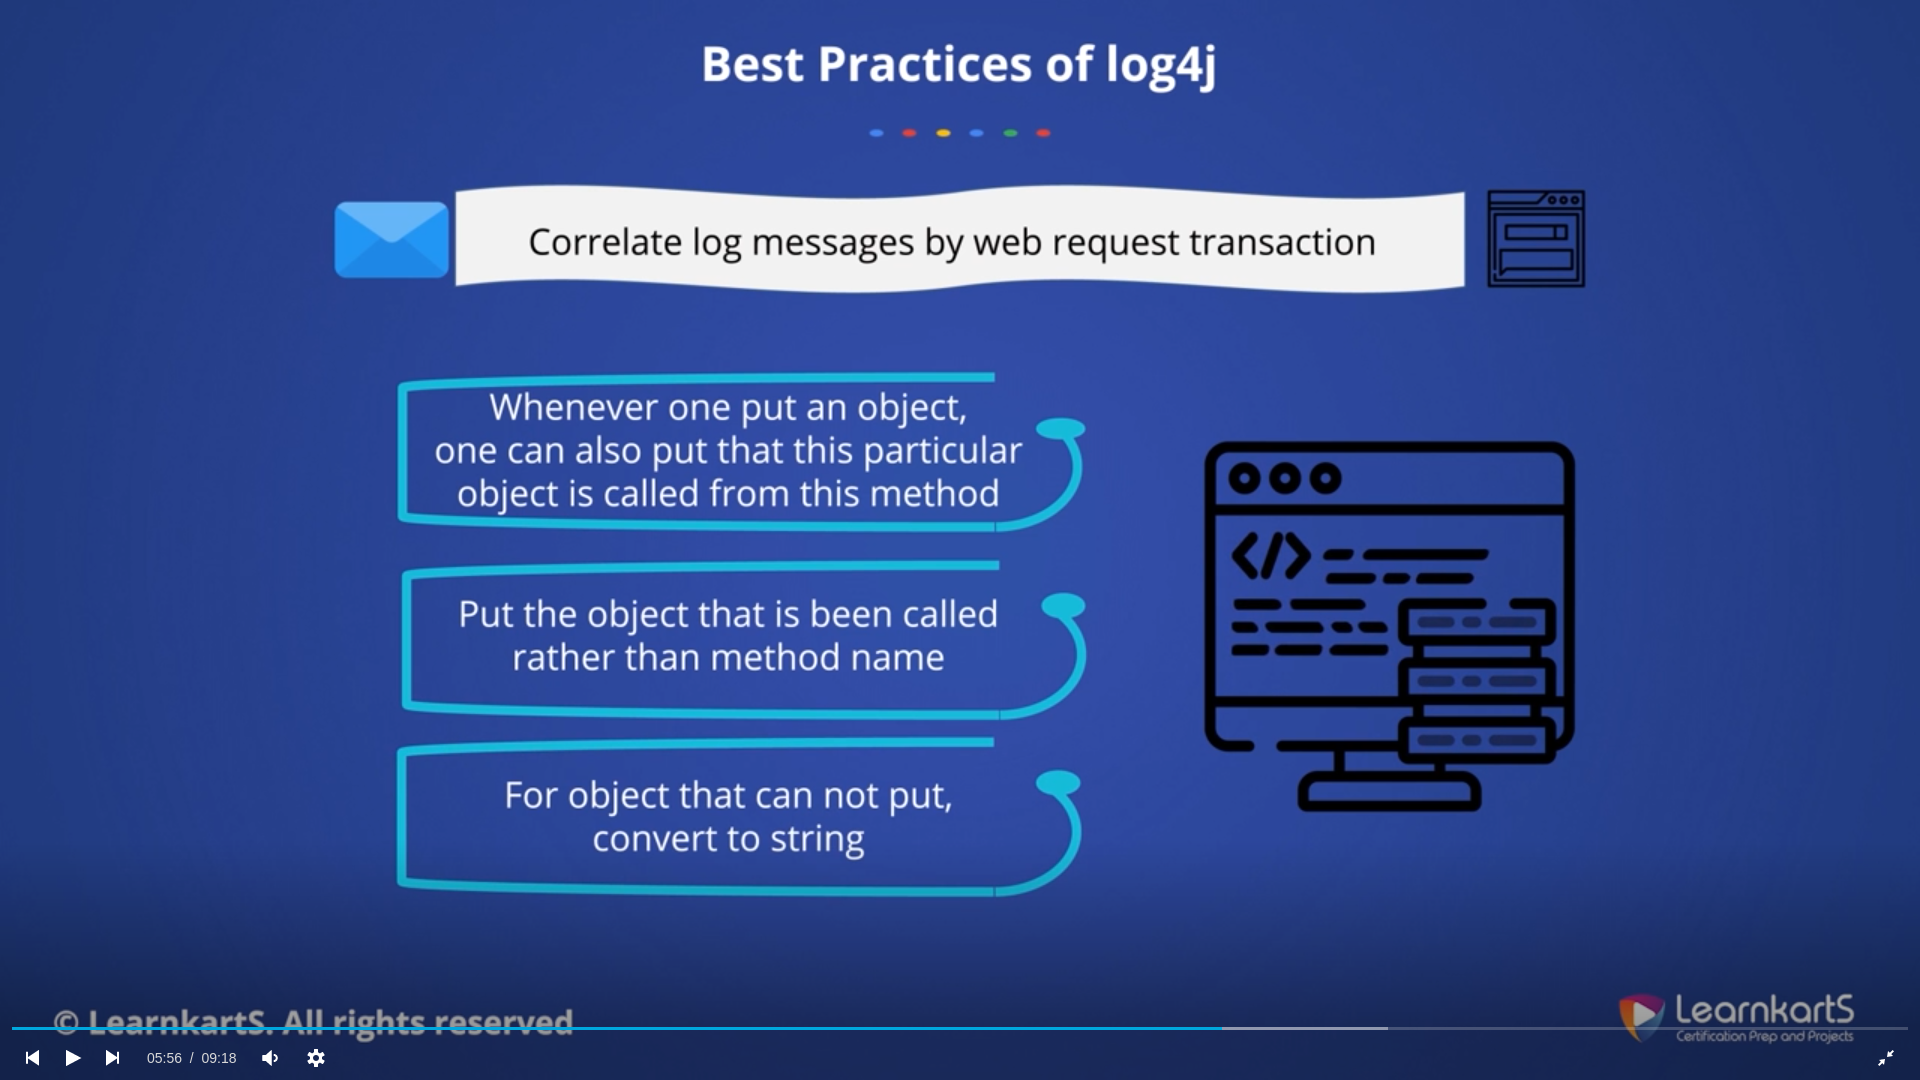 Best Practices of log4j
Correlate log messages by web request transaction
Whenever one put an object,
one can also put that this particular
object is called from this method
Put the object that is been called
rather than method name
For object that can not put,
convert to string
© LearnkartS. All rights reserved
LearnkartS
Certification Prep and Projects
05:56 / 09:18